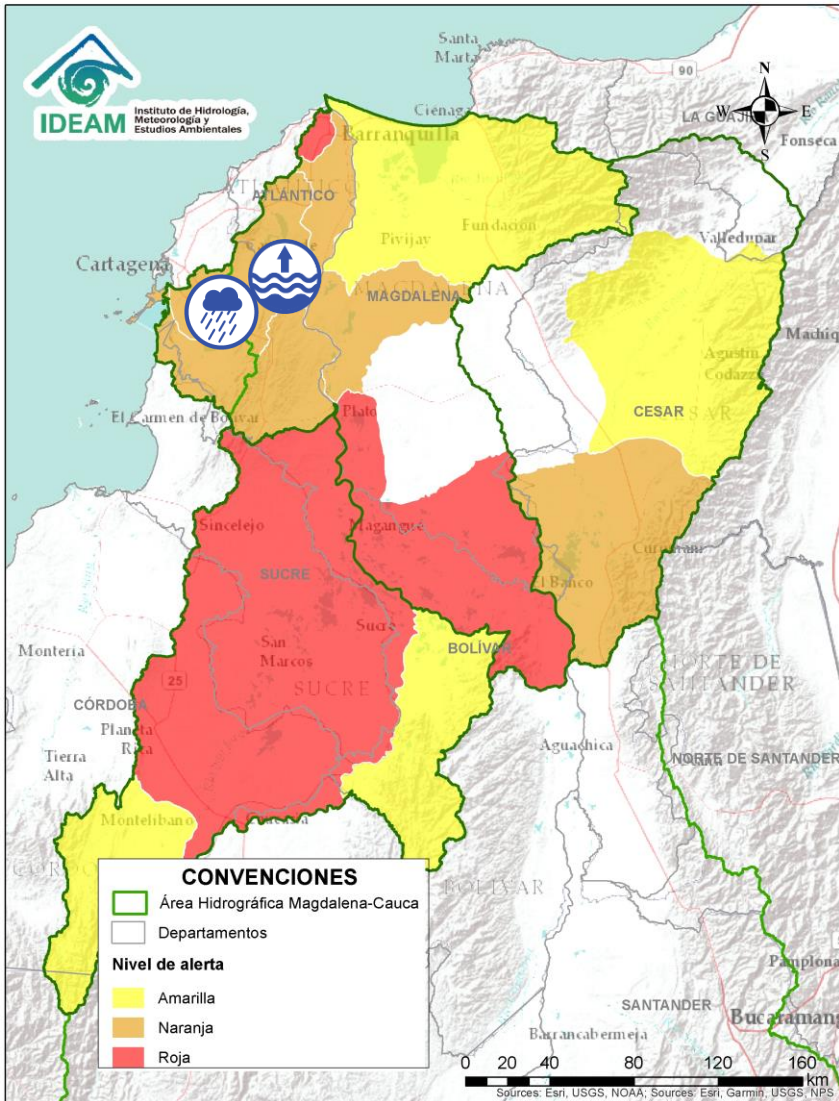 IDEAM
Instituto de Hidrología,
Meteorología y
Estudios Ambientales
Santa
Marta
90
N
W
E
S
Ciénaga
LA GUAJI
Fonseca
Barranquilla
ATLÁNTICO
Valledupar
Pivijay
Fundación
Cartagena
MAGDALENA
Machiq
Agustín
Codazzi
El Carmen de Bolívar
Plato
CESAR
Sincelejo
Magangue
SUCRE
El Banco
Sucre
BOLÍVAR
San
Marcos
Montería
SUCRE
NORTE DE
SANTANDER
25
CÓRDOBA
Planeta
Rica
Aguachica
NORTE DE SANTANDER
Tierra
Alta
Montelíbano
BOLÍVAR
CONVENCIONES
Área Hidrográfica Magdalena-Cauca
Departamentos
Nivel de alerta
Amarilla
Naranja
Roja
Pamplona
SANTANDER
Bucaramang
Barrancabermeja
0 20 40 80 120 160
km
Sources: Esri, USGS, NOAA; Sources: Esri, Garmin, USGS, NPS